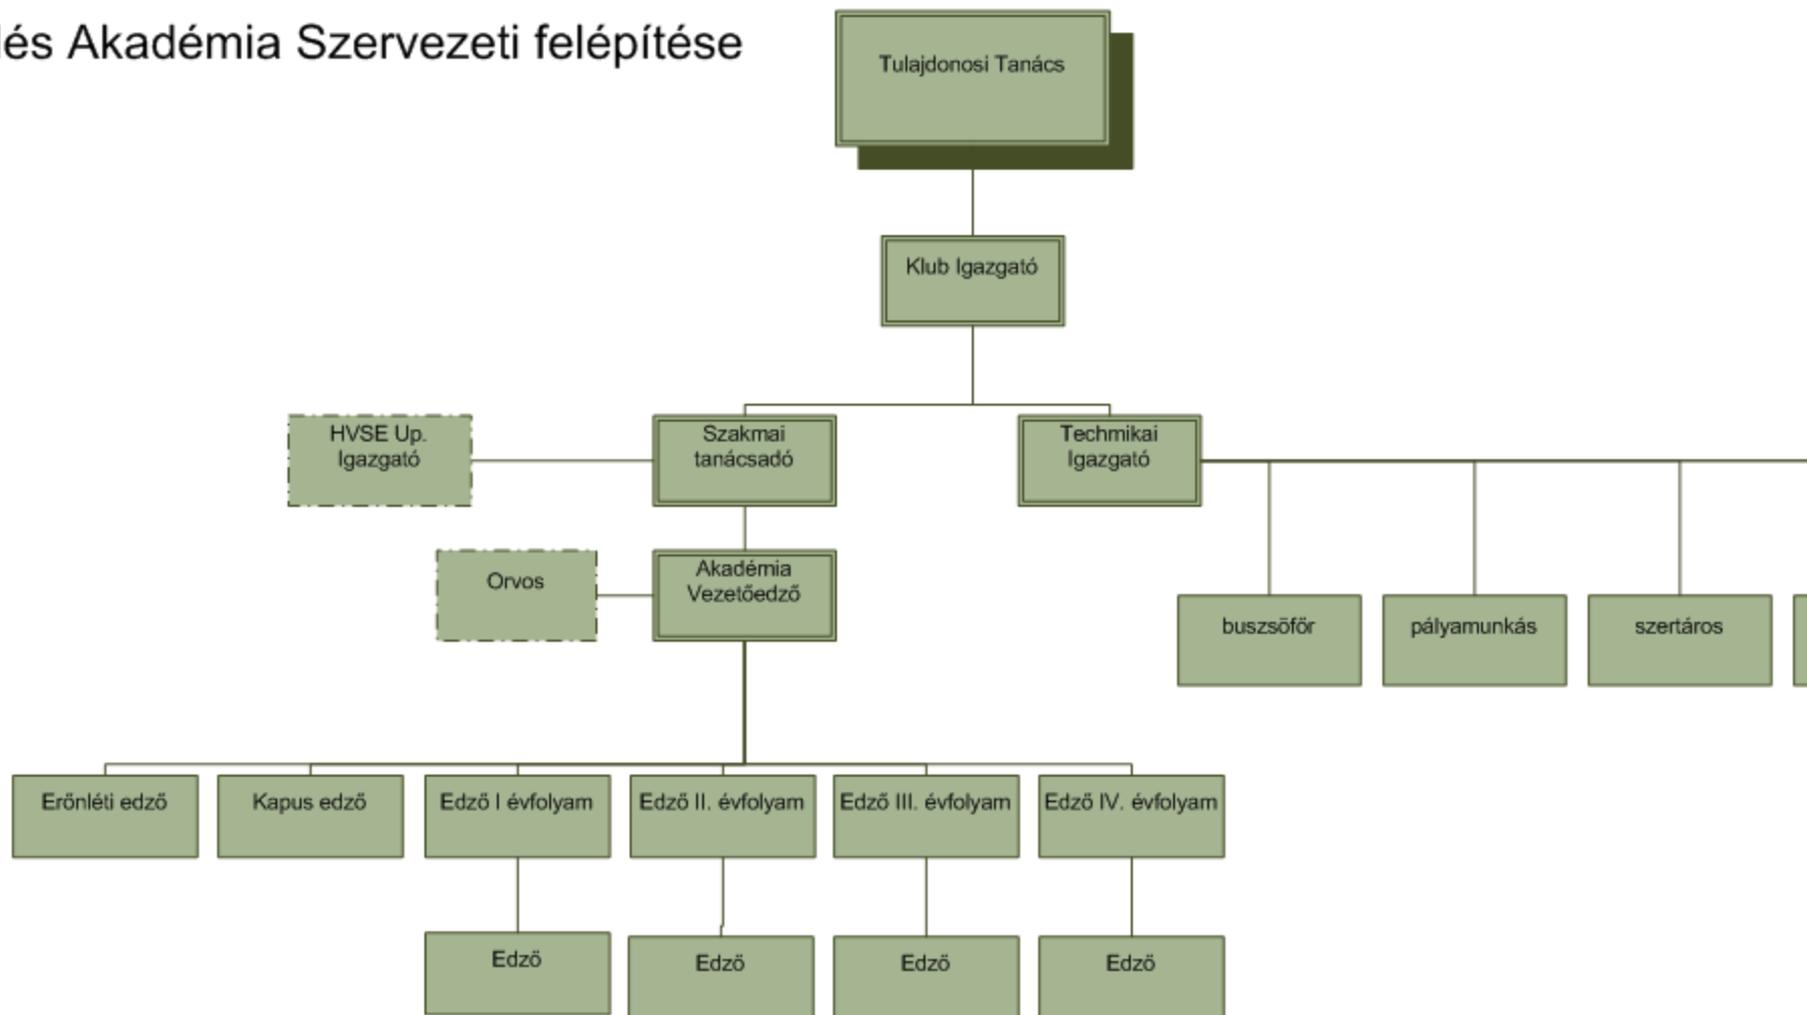 lés Akadémia Szervezeti felépítése
Tulajdonosi Tanács
Klub Igazgató
HVSE Up.
Igazgató
Szakmai
tanácsadó
Techmikai
Igazgató
Orvos
Akadémia
Vezetőedző
buszsöför
pályamunkás
szertáros
Erőnléti edző
Kapus edző
Edző I évfolyam
Edző II. évfolyam
Edző III. évfolyam
Edző IV. évfolyam
Edző
Edző
Edző
Edző